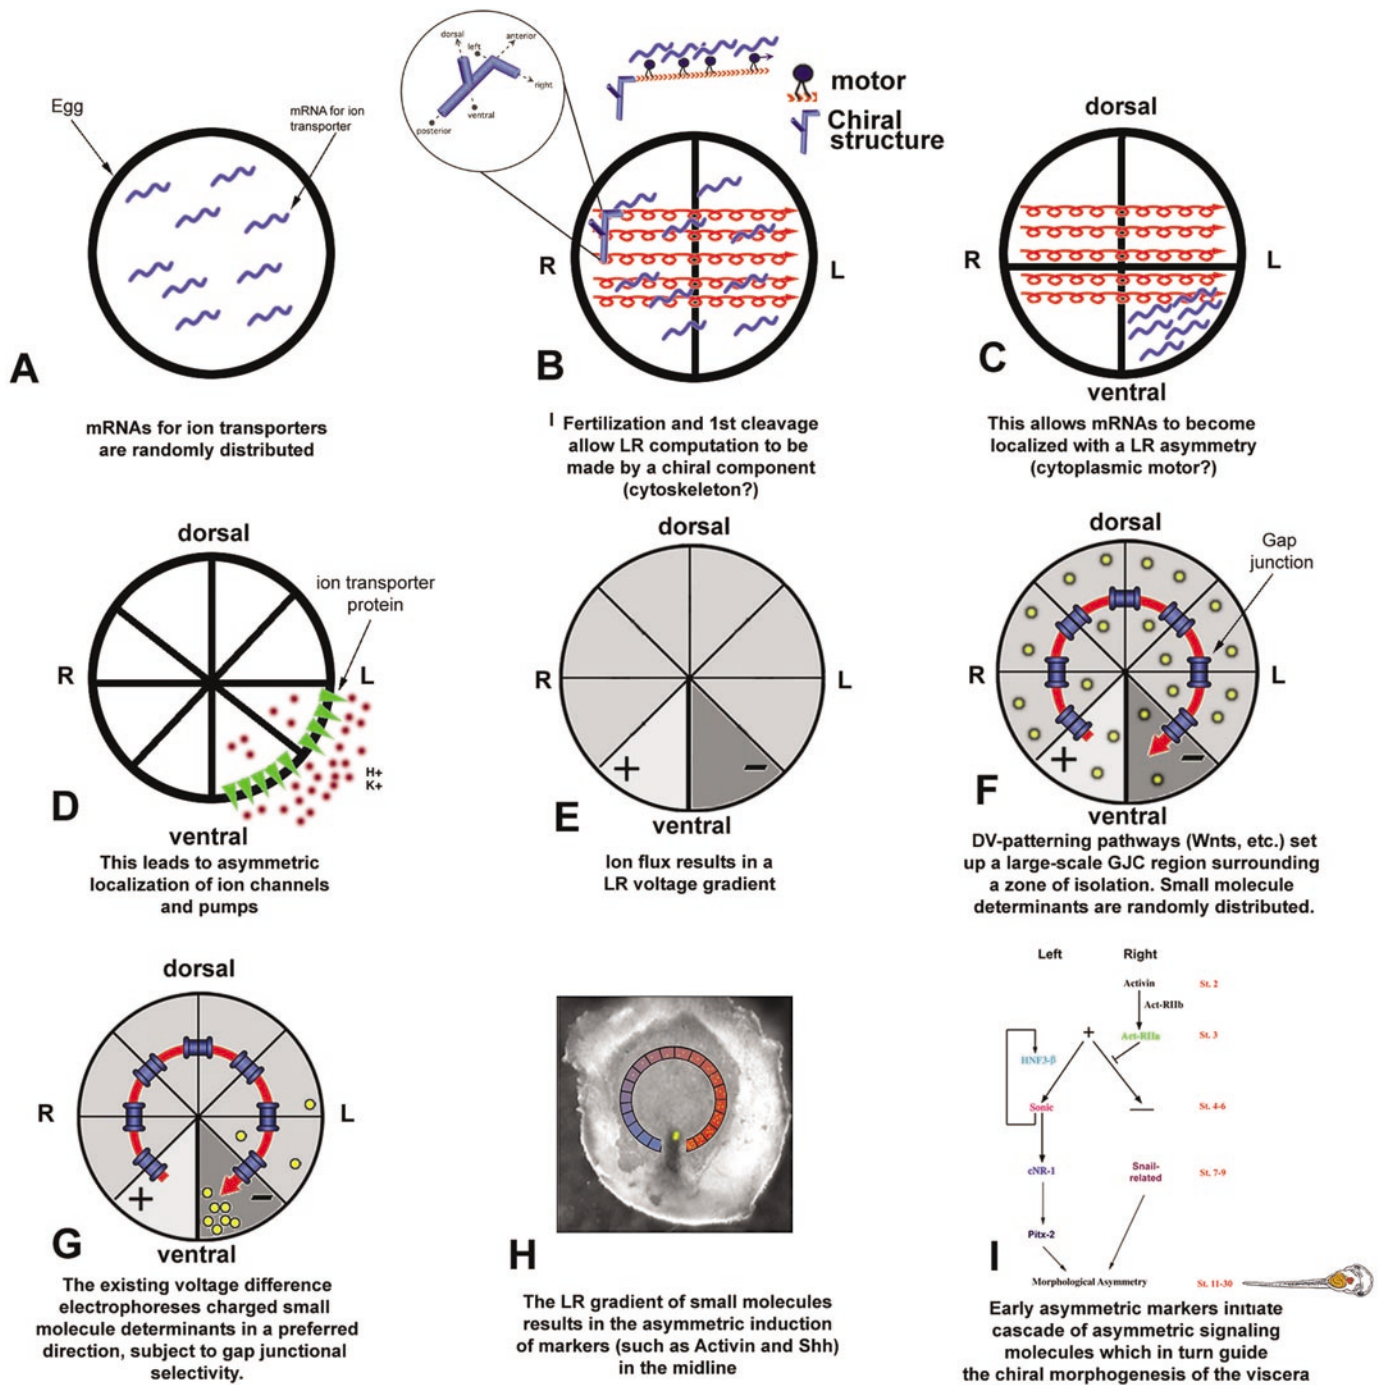 Egg
mRNA for ion
transporter
A
mRNAs for ion transporters
are randomly distributed
dorsal
left
anterior
right
ventral
posterior
motor
Chiral
structure
R
L
B
I Fertilization and 1st cleavage
allow LR computation to be
made by a chiral component
(cytoskeleton?)
dorsal
R
L
C
ventral
This allows mRNAs to become
localized with a LR asymmetry
(cytoplasmic motor?)
dorsal
ion transporter
protein
R
L
H+
K+
D
ventral
This leads to asymmetric
localization of ion channels
and pumps
dorsal
R
L
+
-
E
ventral
Ion flux results in a
LR voltage gradient
dorsal
Gap
junction
R
L
+
-
F
ventral
DV-patterning pathways (Wnts, etc.) set
up a large-scale GJC region surrounding
a zone of isolation. Small molecule
determinants are randomly distributed.
dorsal
R
L
+
-
G
ventral
The existing voltage difference
electrophoreses charged small
molecule determinants in a preferred
direction, subject to gap junctional
selectivity.
H
The LR gradient of small molecules
results in the asymmetric induction
of markers (such as Activin and Shh)
in the midline
Left Right
Activin St. 2
Act-RIIb
+ Act-RIIa St. 3
HNF3-β
Sonic — St. 4-6
cNR-1 Snail-
related St. 7-9
Pitx-2
Morphological Asymmetry St. 11-30
I
Early asymmetric markers initiate
cascade of asymmetric signaling
molecules which in turn guide
the chiral morphogenesis of the viscera